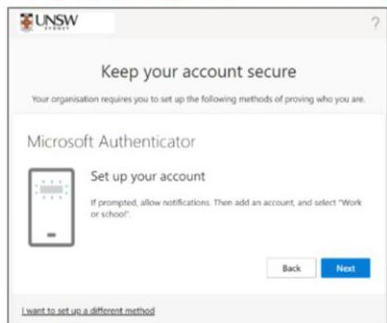 UNSW
SYDNEY
?
Keep your account secure
Your organisation requires you to set up the following methods of proving who you are.
Microsoft Authenticator
Set up your account
If prompted, allow notifications. Then add an account, and select "Work
or school".
Back
Next
I want to set up a different method